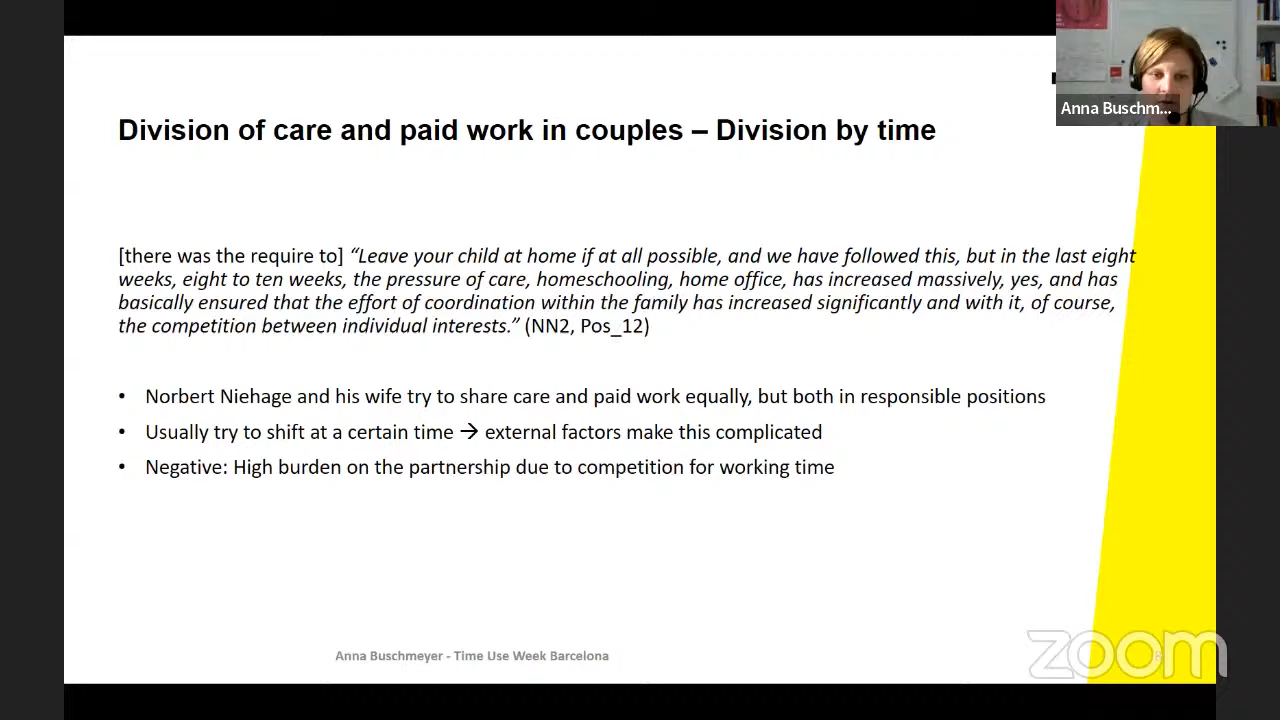 Anna Buschm...
Division of care and paid work in couples – Division by time
[there was the require to] “Leave your child at home if at all possible, and we have followed this, but in the last eight
weeks, eight to ten weeks, the pressure of care, homeschooling, home office, has increased massively, yes, and has
basically ensured that the effort of coordination within the family has increased significantly and with it, of course,
the competition between individual interests.” (NN2, Pos_12)
• Norbert Niehage and his wife try to share care and paid work equally, but both in responsible positions
• Usually try to shift at a certain time → external factors make this complicated
• Negative: High burden on the partnership due to competition for working time
Anna Buschmeyer - Time Use Week Barcelona
zoom